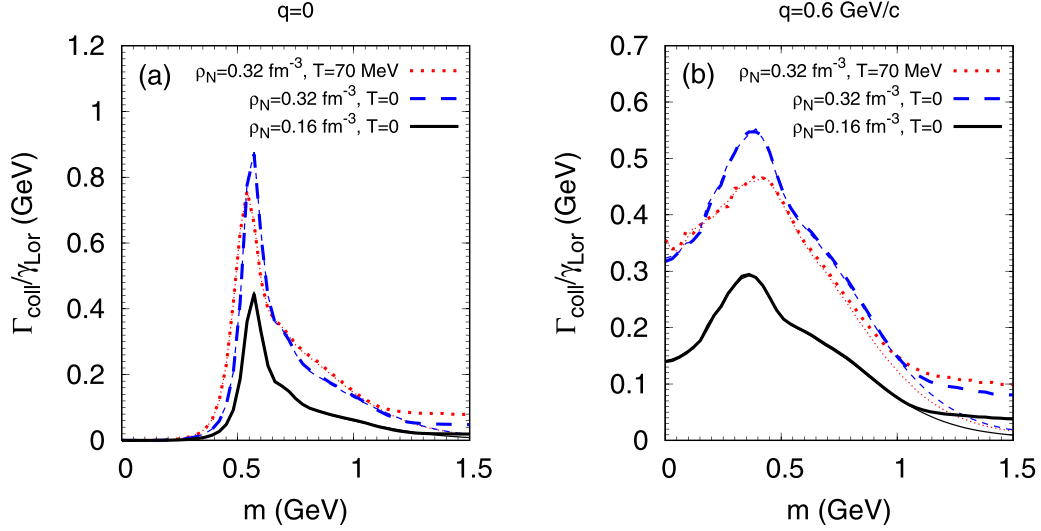 q=0
(a)
ρN=0.32 fm-3, T=70 MeV
ρN=0.32 fm-3, T=0
ρN=0.16 fm-3, T=0
Γcoll/γLor (GeV)
1.2
1
0.8
0.6
0.4
0.2
0
0 0.5 1 1.5
m (GeV)
q=0.6 GeV/c
(b)
ρN=0.32 fm-3, T=70 MeV
ρN=0.32 fm-3, T=0
ρN=0.16 fm-3, T=0
Γcoll/γLor (GeV)
0.7
0.6
0.5
0.4
0.3
0.2
0.1
0
0 0.5 1 1.5
m (GeV)